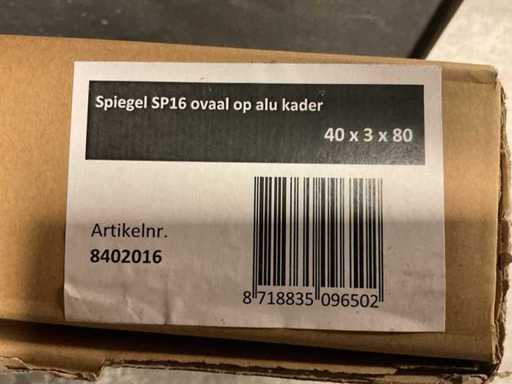 Spiegel SP16 ovaal op alu kader
40 x 3 x 80
Artikelnr.
8402016
8 718835 096502